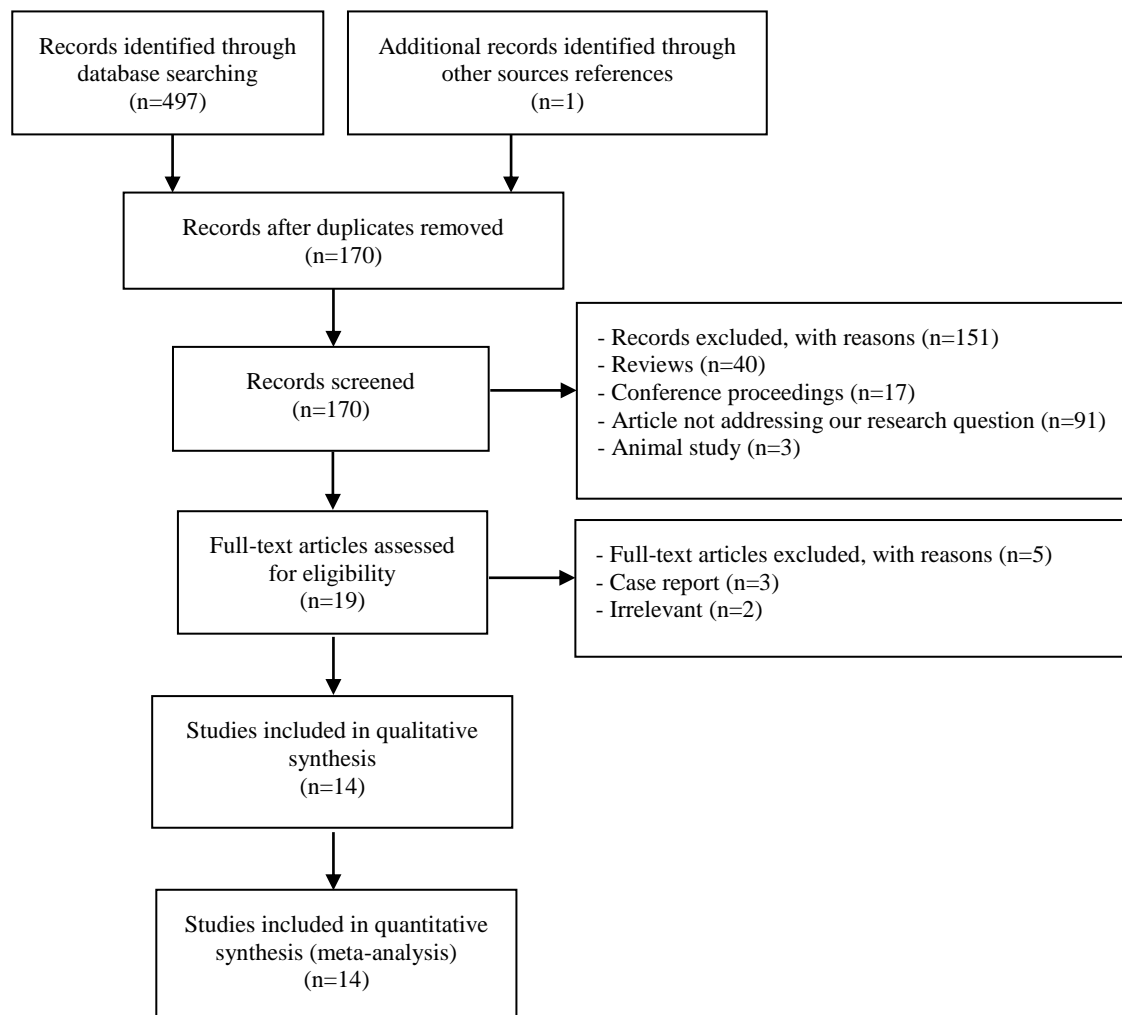 Records identified through
database searching
(n=497)
Additional records identified through
other sources references
(n=1)
Records after duplicates removed
(n=170)
Records screened
(n=170)
- Records excluded, with reasons (n=151)
- Reviews (n=40)
- Conference proceedings (n=17)
- Article not addressing our research question (n=91)
- Animal study (n=3)
Full-text articles assessed
for eligibility
(n=19)
- Full-text articles excluded, with reasons (n=5)
- Case report (n=3)
- Irrelevant (n=2)
Studies included in qualitative
synthesis
(n=14)
Studies included in quantitative
synthesis (meta-analysis)
(n=14)